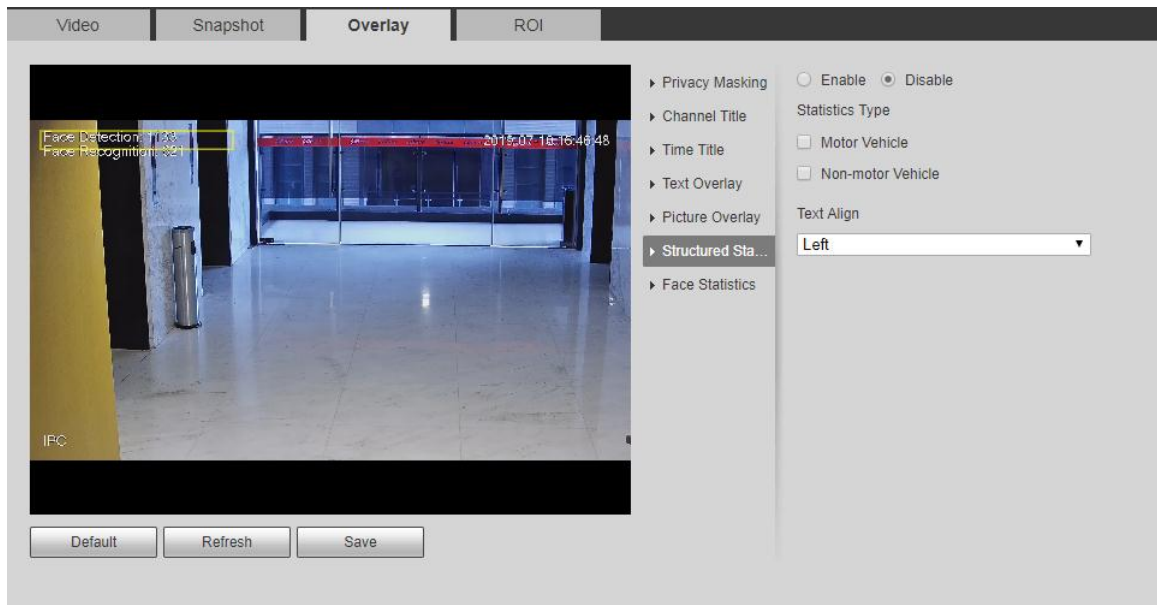 Video Snapshot Overlay ROI
Face Detection: 1133
Face Recognition: 321
2019-07-16 16:46:48
IPC
Privacy Masking
Channel Title
Time Title
Text Overlay
Picture Overlay
Structured Sta...
Face Statistics
Enable Disable
Statistics Type
Motor Vehicle
Non-motor Vehicle
Text Align
Left
Default Refresh Save